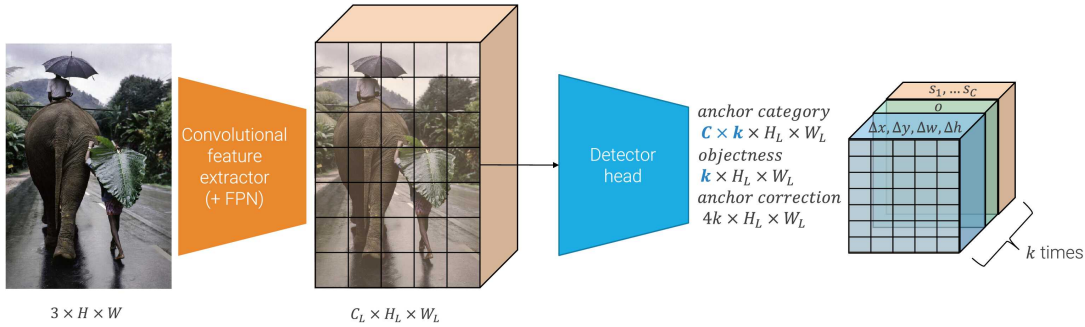 Convolutional
feature
extractor
(+ FPN)
Detector
head
anchor category
C × k × H_L × W_L
objectness
k × H_L × W_L
anchor correction
4k × H_L × W_L
s_1, … s_C
o
Δx, Δy, Δw, Δh
k times
3 × H × W
C_L × H_L × W_L